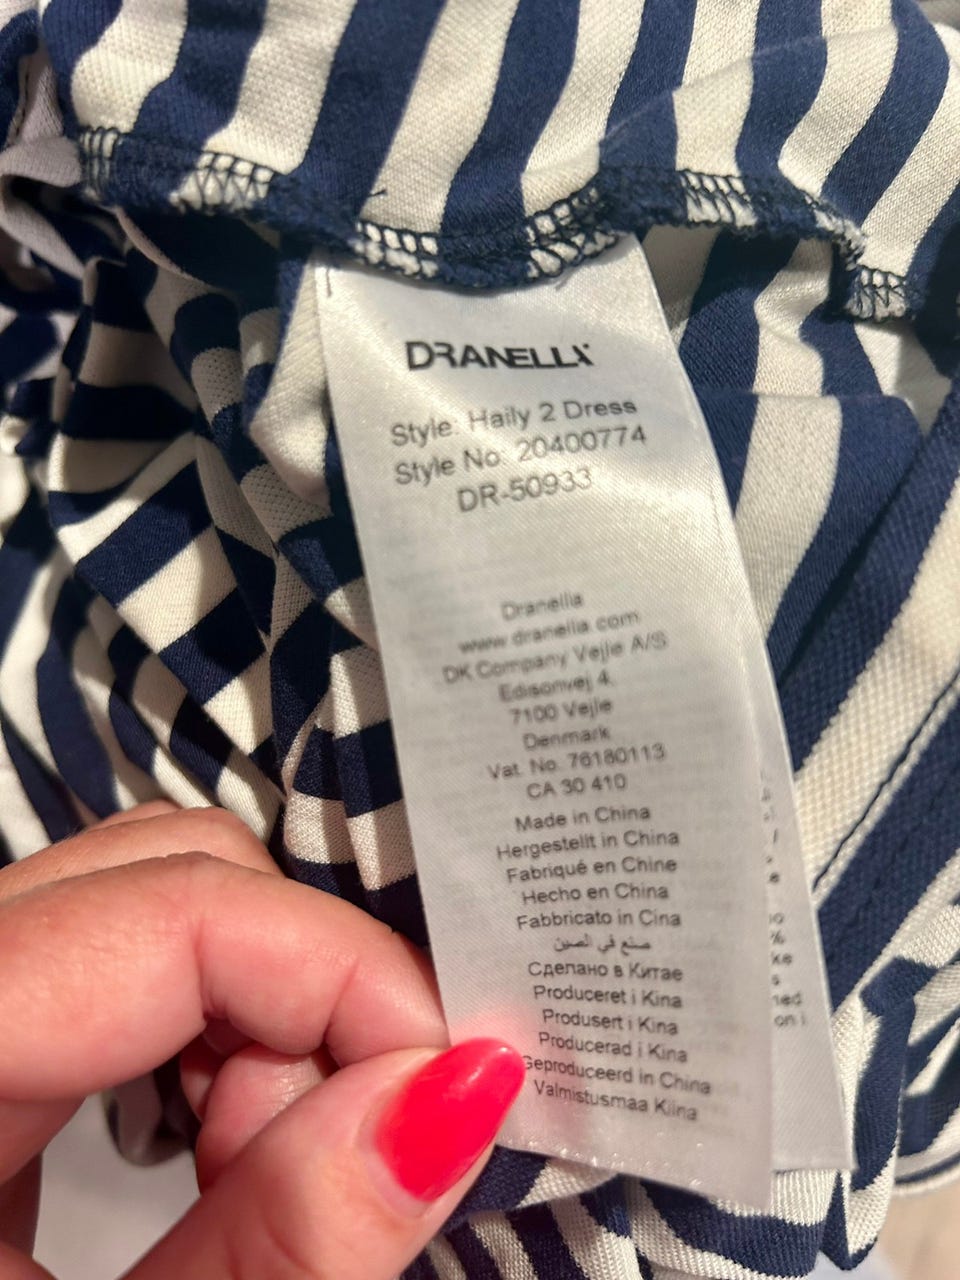 DRANELLA
Style: Haily 2 Dress
Style No: 20400774
DR-50933
Dranella
www.dranella.com
DK Company Vejle A/S
Edisonvej 4.
7100 Vejle
Denmark
Vat. No. 76180113
CA 30 410
Made in China
Hergestellt in China
Fabriqué en Chine
Hecho en China
Fabbricato in Cina
صنع في الصين
Сделано в Китае
Produceret i Kina
Produsert i Kina
Producerad i Kina
Geproduceerd in China
Valmistusmaa Kiina